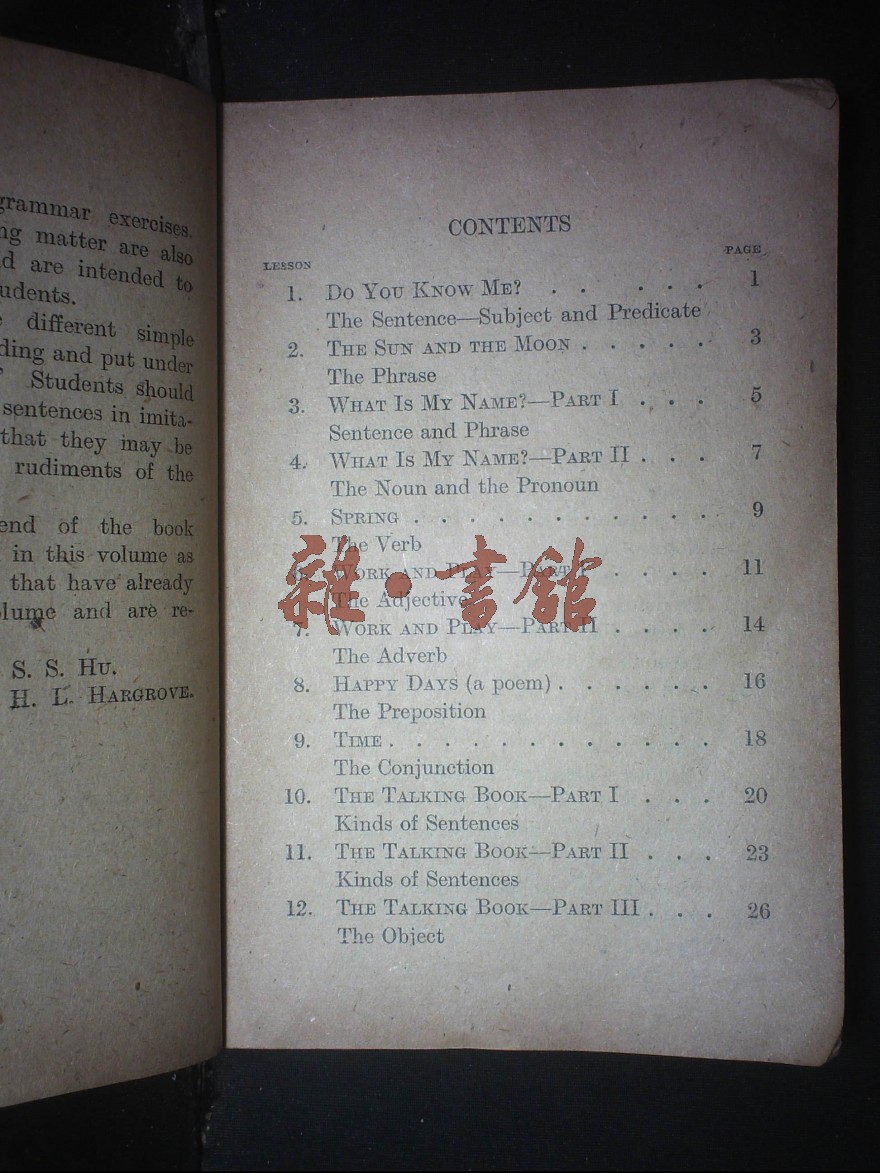 grammar exercises.
matter are also
are intended to
different simple
and put under
Students should
sentences in imita-
that they may be
rudiments of the
end of the book
in this volume as
that have already
and are re-
S. S. HU.
H. L. HARGROVE.
CONTENTS
LESSON PAGE
1. DO YOU KNOW ME? . . . . . . 1
The Sentence—Subject and Predicate
2. THE SUN AND THE MOON . . . . . 3
The Phrase
3. WHAT IS MY NAME?—PART I . . . 5
Sentence and Phrase
4. WHAT IS MY NAME?—PART II . . . 7
The Noun and the Pronoun
5. SPRING . . . . . . . . . . . 9
The Verb
6. WORK AND PLAY—PART I . . . . 11
The Adjective
7. WORK AND PLAY—PART II . . . . 14
The Adverb
8. HAPPY DAYS (a poem) . . . . . . 16
The Preposition
9. TIME . . . . . . . . . . . . 18
The Conjunction
10. THE TALKING BOOK—PART I . . . 20
Kinds of Sentences
11. THE TALKING BOOK—PART II . . . 23
Kinds of Sentences
12. THE TALKING BOOK—PART III . . . 26
The Object
雜·書館